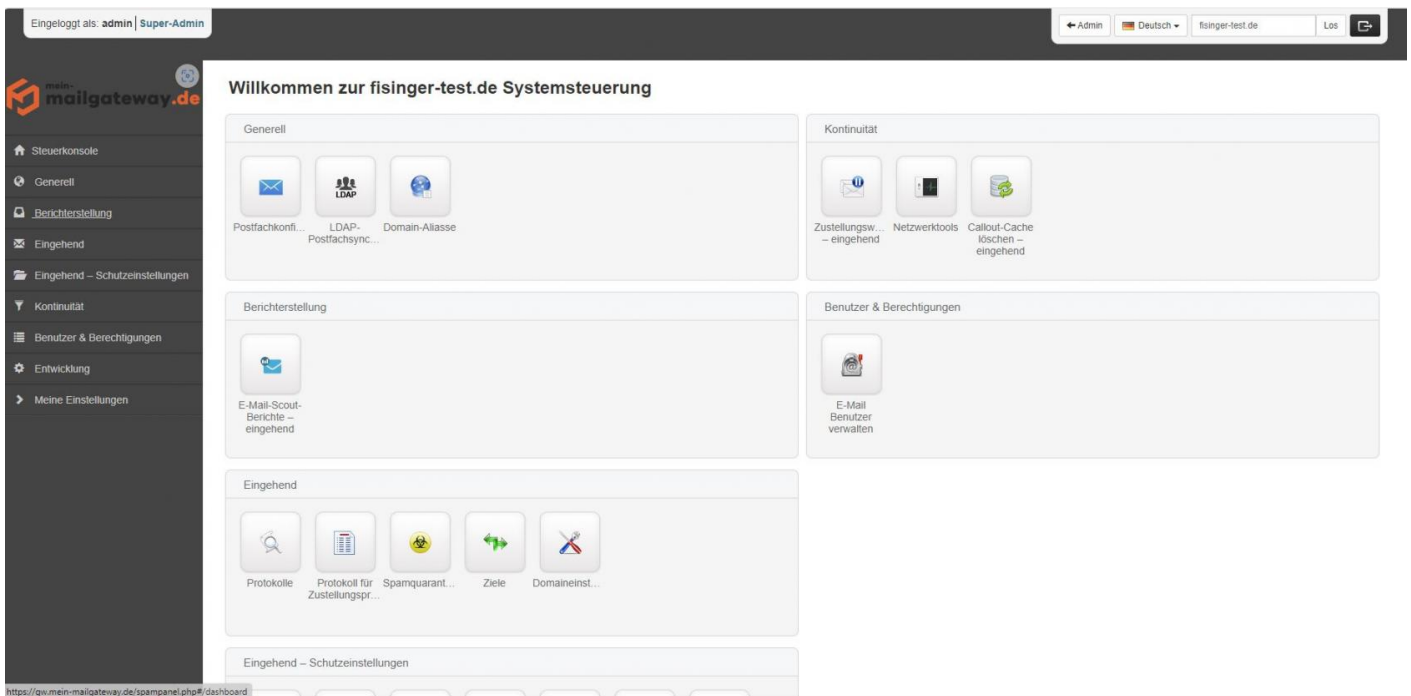 Eingeloggt als: admin | Super-Admin
Admin
Deutsch
fisinger-test.de
Los
mein-
mailgateway.de
Steuerkonsole
Generell
Berichterstellung
Eingehend
Eingehend – Schutzeinstellungen
Kontinuität
Benutzer & Berechtigungen
Entwicklung
Meine Einstellungen
Willkommen zur fisinger-test.de Systemsteuerung
Generell
Postfachkonfi...
LDAP
LDAP-
Postfachsync...
Domain-Aliasse
Kontinuität
Zustellungsw...
– eingehend
Netzwerktools
Callout-Cache
löschen –
eingehend
Berichterstellung
E-Mail-Scout-
Berichte –
eingehend
Benutzer & Berechtigungen
E-Mail
Benutzer
verwalten
Eingehend
Protokolle
Protokoll für
Zustellungspr...
Spamquarant...
Ziele
Domaineinst...
Eingehend – Schutzeinstellungen
https://gw.mein-mailgateway.de/spampanel.php#/dashboard